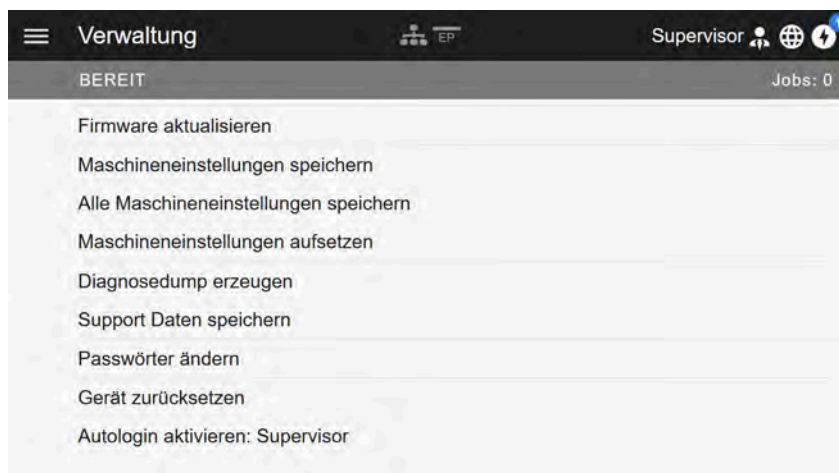 Verwaltung EP Supervisor
BEREIT Jobs: 0
Firmware aktualisieren
Maschineneinstellungen speichern
Alle Maschineneinstellungen speichern
Maschineneinstellungen aufsetzen
Diagnosedump erzeugen
Support Daten speichern
Passwörter ändern
Gerät zurücksetzen
Autologin aktivieren: Supervisor